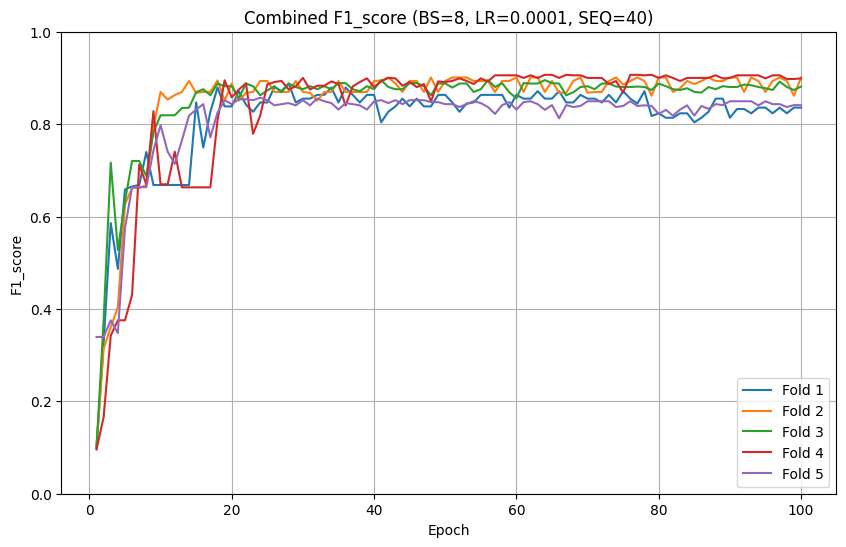 Combined F1_score (BS=8, LR=0.0001, SEQ=40)
F1_score
1.0
0.8
0.6
0.4
0.2
0.0
0 20 40 60 80 100
Epoch
Fold 1
Fold 2
Fold 3
Fold 4
Fold 5